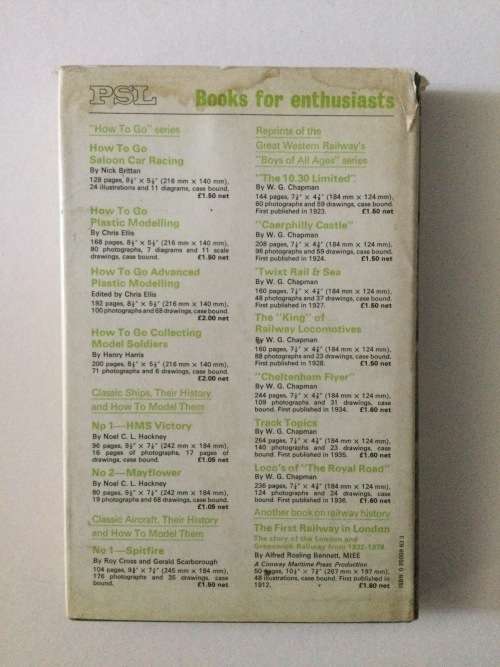 PSL
Books for enthusiasts
"How To Go" series
How To Go
Saloon Car Racing
By Nick Brittan
128 pages, 8½" × 5½" (216 mm × 140 mm),
24 illustrations and 11 diagrams, case bound.
£1.50 net
How To Go
Plastic Modelling
By Chris Ellis
168 pages, 8½" × 5½" (216 mm × 140 mm),
80 photographs, 7 diagrams and 11 scale
drawings, case bound. £1.50 net
How To Go Advanced
Plastic Modelling
Edited by Chris Ellis
192 pages, 8½" × 5½" (216 mm × 140 mm),
100 photographs and 68 drawings, case bound.
£2.00 net
How To Go Collecting
Model Soldiers
By Henry Harris
200 pages, 8½" × 5½" (216 mm × 140 mm),
71 photographs and 6 drawings, case bound.
£2.00 net
Classic Ships, Their History
and How To Model Them
No 1—HMS Victory
By Noel C. L. Hackney
96 pages, 9½" × 7¼" (242 mm × 184 mm),
16 pages of photographs, 17 pages of
drawings, case bound. £1.05 net
No 2—Mayflower
By Noel C. L. Hackney
80 pages, 9½" × 7¼" (242 mm × 184 mm),
19 photographs and 68 drawings, case bound.
£1.05 net
Classic Aircraft, Their History
and How To Model Them
No 1—Spitfire
By Roy Cross and Gerald Scarborough
104 pages, 9¾" × 7¼" (245 mm × 184 mm),
176 photographs and 35 drawings, case
bound. £1.60 net
Reprints of the
Great Western Railway's
"Boys of All Ages" series
"The 10.30 Limited"
By W. G. Chapman
144 pages, 7¼" × 4⅞" (184 mm × 124 mm),
60 photographs and 59 drawings, case bound.
First published in 1923. £1.50 net
"Caerphilly Castle"
By W. G. Chapman
208 pages, 7¼" × 4⅞" (184 mm × 124 mm),
96 photographs and 59 drawings, case bound.
First published in 1924. £1.50 net
'Twixt Rail & Sea
By W. G. Chapman
160 pages, 7¼" × 4⅞" (184 mm × 124 mm),
48 photographs and 37 drawings, case bound.
First published in 1927. £1.50 net
The "King" of
Railway Locomotives
By W. G. Chapman
160 pages, 7¼" × 4⅞" (184 mm × 124 mm),
88 photographs and 23 drawings, case bound.
First published in 1928. £1.50 net
"Cheltenham Flyer"
By W. G. Chapman
244 pages, 7¼" × 4⅞" (184 mm × 124 mm),
109 photographs and 31 drawings, case
bound. First published in 1934. £1.60 net
Track Topics
By W. G. Chapman
264 pages, 7¼" × 4⅞" (184 mm × 124 mm),
140 photographs and 23 drawings, case
bound. First published in 1935. £1.60 net
Loco's of "The Royal Road"
By W. G. Chapman
236 pages, 7¼" × 4⅞" (184 mm × 124 mm),
124 photographs and 24 drawings, case
bound. First published in 1936. £1.60 net
Another book on railway history
The First Railway in London
The story of the London and
Greenwich Railway from 1832-1878
By Alfred Rosling Bennett, MIEE
A Conway Maritime Press Production
50 pages, 10½" × 7¾" (267 mm × 197 mm),
48 illustrations, case bound. First published in
1912. £1.60 net
ISBN 0